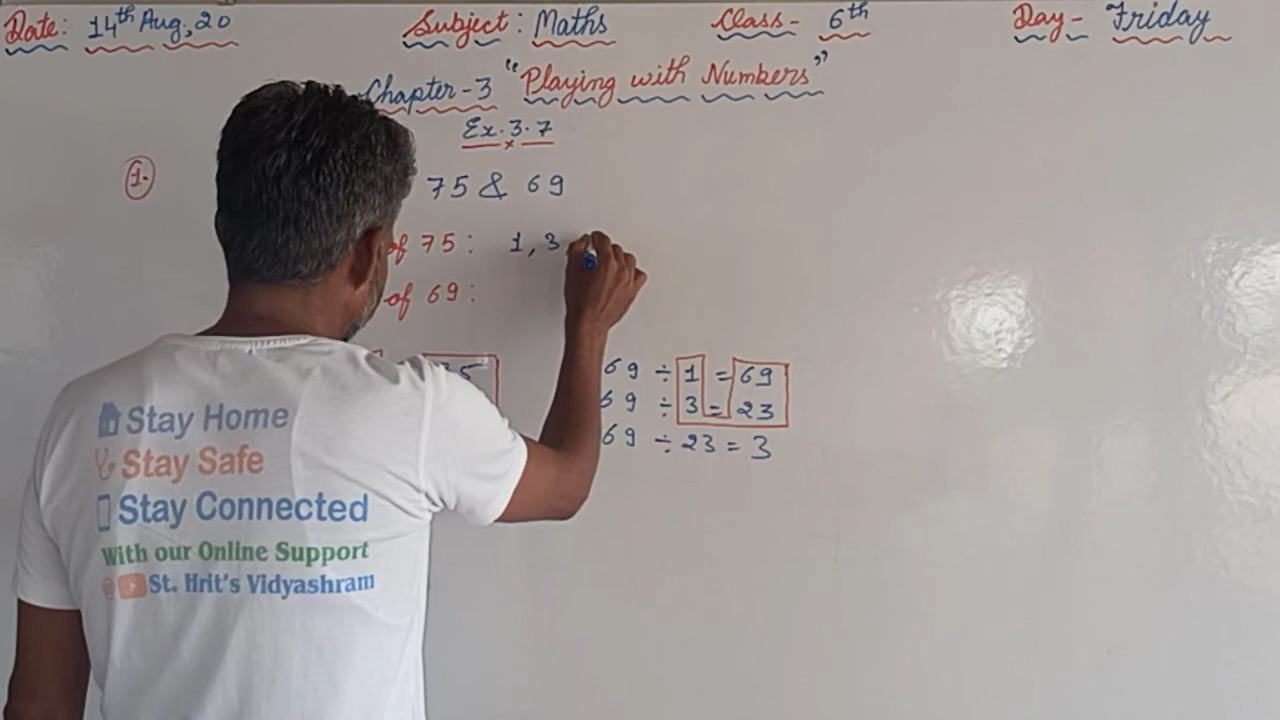 Date: 14th Aug,20 Subject: Maths Class- 6th Day- Friday
Chapter-3 "Playing with Numbers"
Ex. 3.7
1.
75 & 69
of 75: 1, 3
of 69:
69 ÷ 1 = 69
69 ÷ 3 = 23
69 ÷ 23 = 3
Stay Home
Stay Safe
Stay Connected
With our Online Support
St. Hrit's Vidyashram